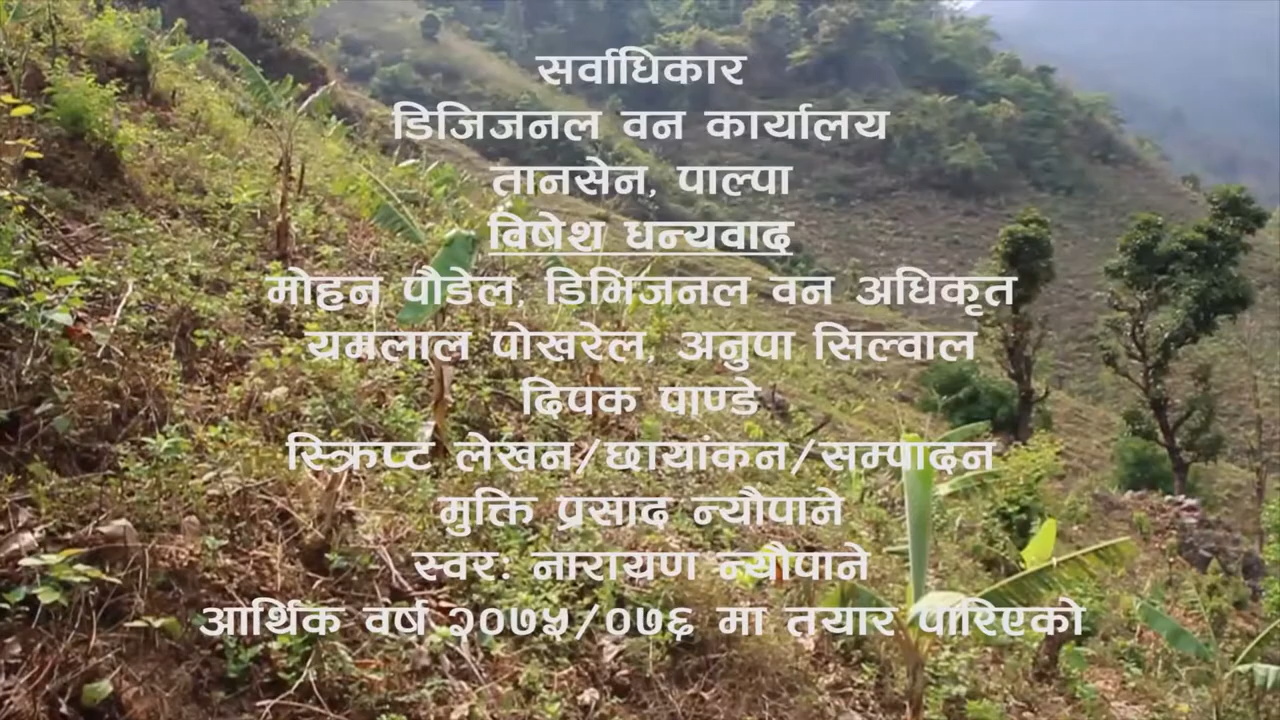 सर्वाधिकार
डिजिजनल वन कार्यालय
तानसेन, पाल्पा
विषेश धन्यवाद
मोहन पौडेल, डिभिजनल वन अधिकृत
य्रमलाल पोखरेल, अनुपा सिल्वाल
दिपक पाण्डे
स्क्रिप्ट लेखन/छायाकन/सम्पादन
मुक्ति प्रसाद न्यौपाने
स्वर: नारायण न्यौपाने
आर्थिक वर्ष २०७५/०७६ मा तयार पारिएको